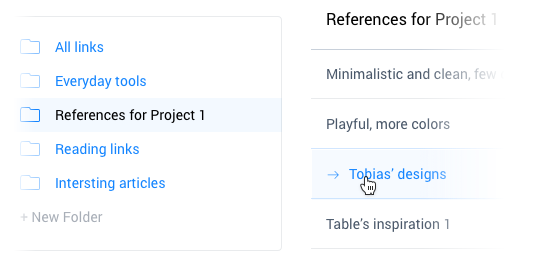 All links
Everyday tools
References for Project 1
Reading links
Intersting articles
+ New Folder
References for Project 1
Minimalistic and clean, few
Playful, more colors
→ Tobias’ designs
Table’s inspiration 1